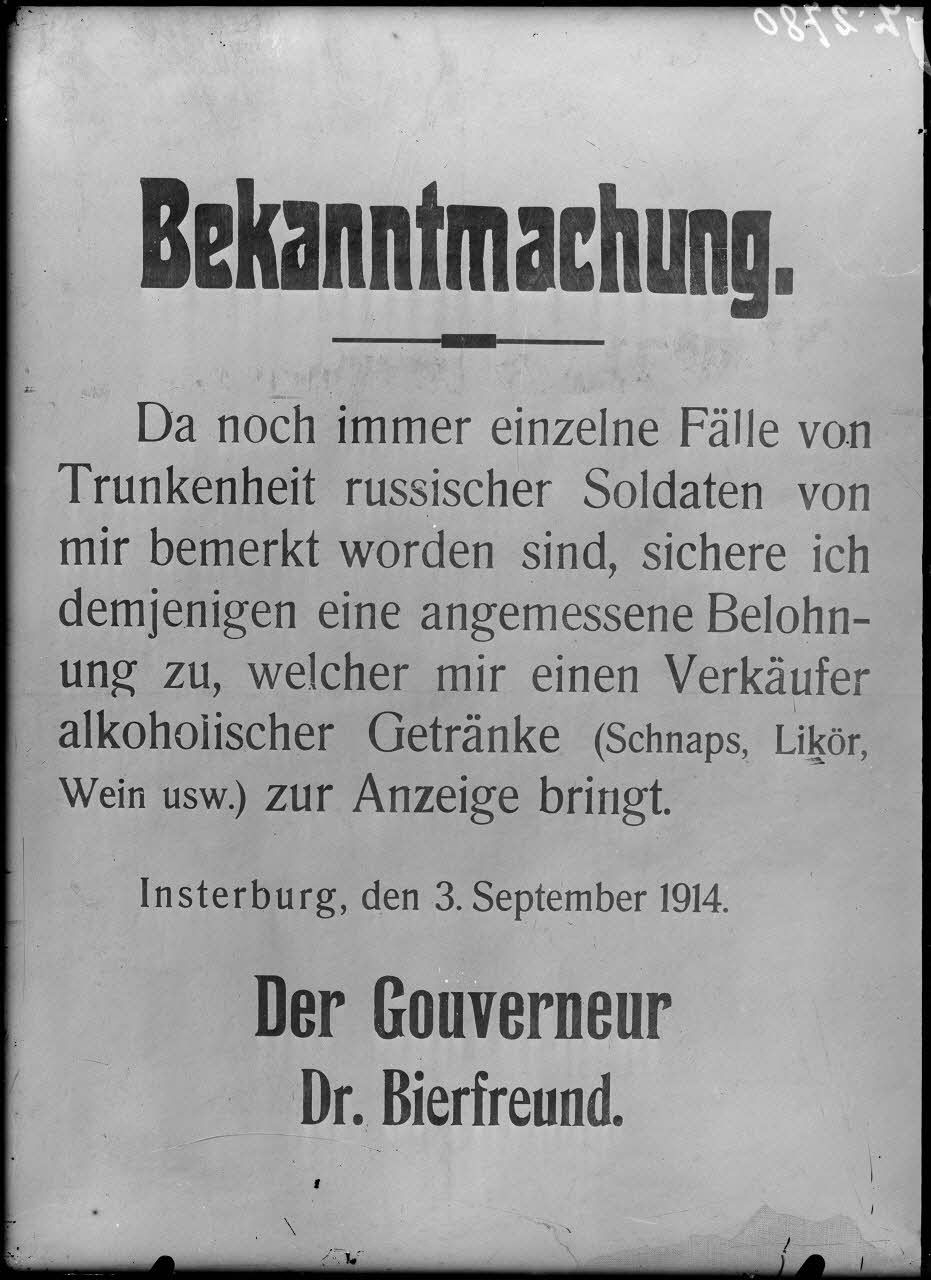 Jz. 2780
Bekanntmachung.
Da noch immer einzelne Fälle von
Trunkenheit russischer Soldaten von
mir bemerkt worden sind, sichere ich
demjenigen eine angemessene Belohn-
ung zu, welcher mir einen Verkäufer
alkoholischer Getränke (Schnaps, Likör,
Wein usw.) zur Anzeige bringt.
Insterburg, den 3. September 1914.
Der Gouverneur
Dr. Bierfreund.